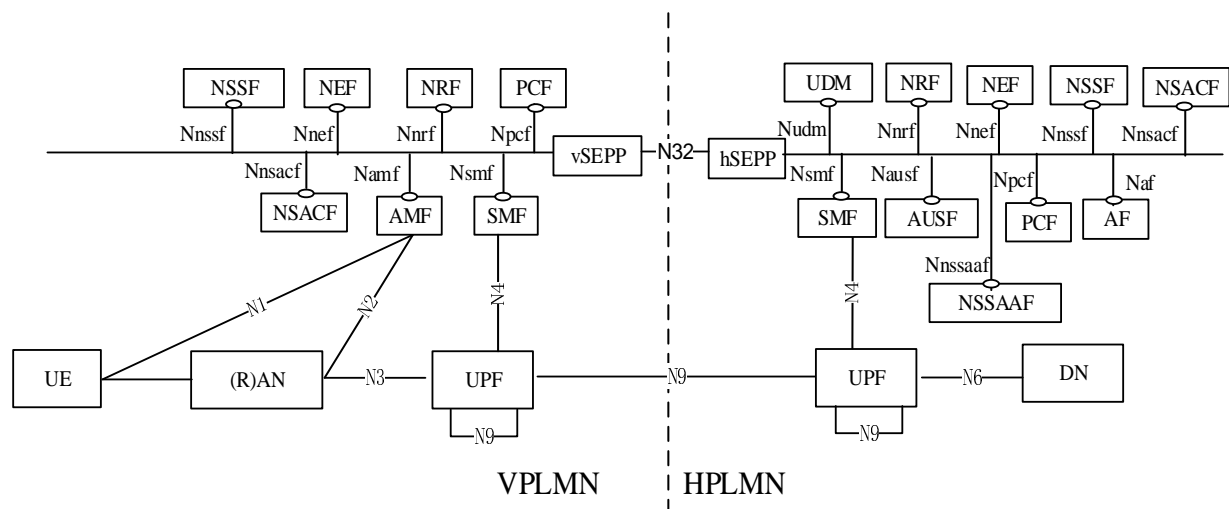 NSSF NEF NRF PCF UDM NRF NEF NSSF NSACF
Nnssf Nnef Nnrf Npcf Nudm Nnrf Nnef Nnssf Nnsacf
vSEPP N32 hSEPP
Nnsacf Namf Nsmf Nsmf Nausf Npcf Naf
NSACF AMF SMF SMF AUSF PCF AF
Nnssaaf
N1 N2 N4 N4 NSSAAF
UE (R)AN N3 UPF N9 UPF N6 DN
N9 N9
VPLMN HPLMN